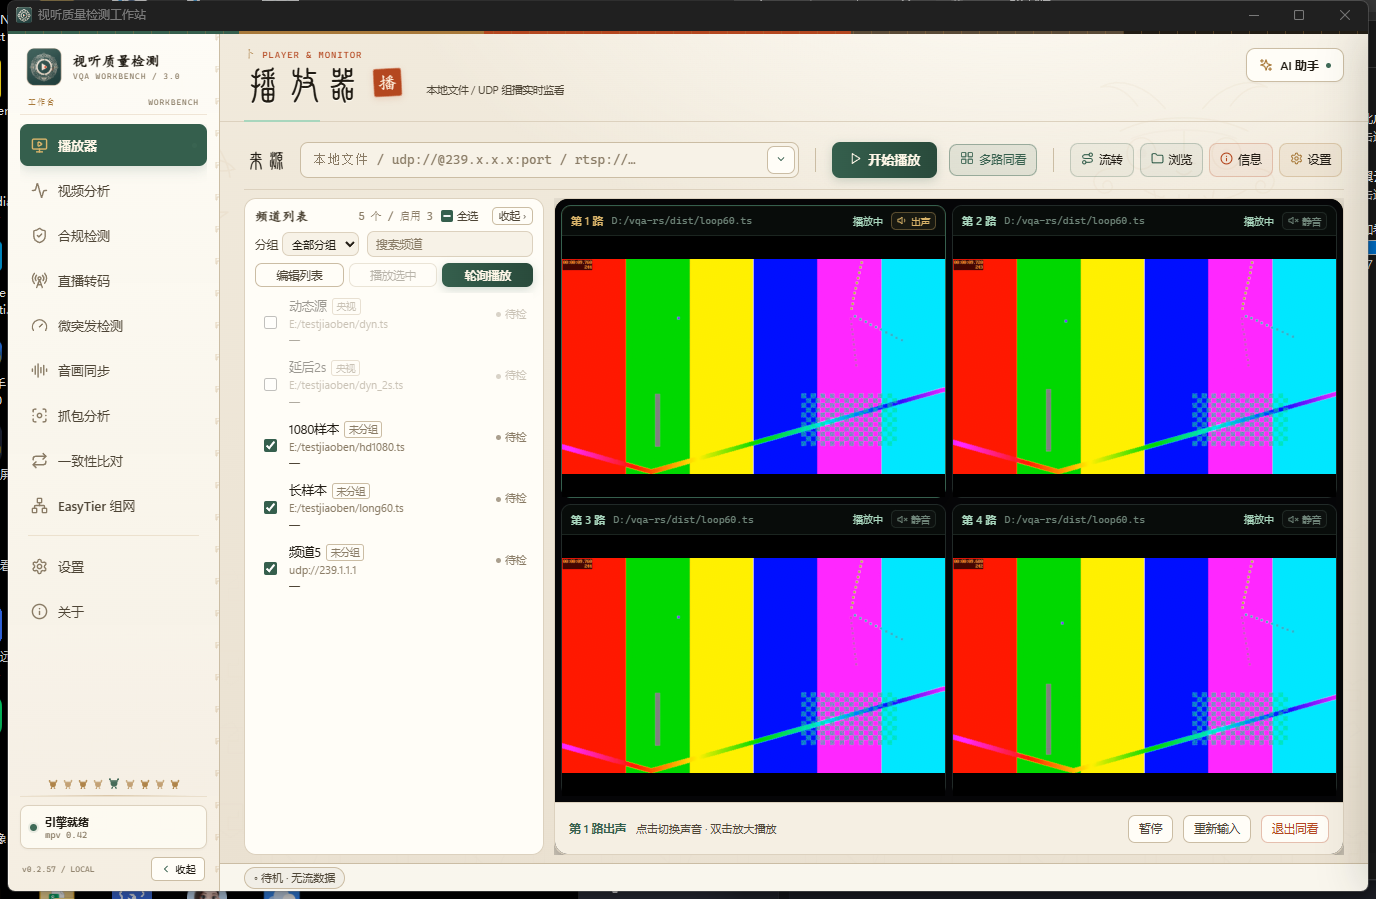 视听质量检测工作站
视听质量检测
VQA WORKBENCH / 3.0
工作台 WORKBENCH
播放器
视频分析
合规检测
直播转码
微突发检测
音画同步
抓包分析
一致性比对
EasyTier 组网
设置
关于
引擎就绪
mpv 0.42
v0.2.57 / LOCAL
收起
PLAYER & MONITOR
播放器 播
本地文件 / UDP 组播实时监看
AI 助手
来源
本地文件 / udp://@239.x.x.x:port / rtsp://…
开始播放
多路同看
流转
浏览
信息
设置
频道列表 5 个 / 启用 3 全选 收起 ›
分组 全部分组 搜索频道
编辑列表 播放选中 轮询播放
动态源 央视
E:/testjiaoben/dyn.ts
待检
—
延后2s 央视
E:/testjiaoben/dyn_2s.ts
待检
—
1080样本 未分组
E:/testjiaoben/hd1080.ts
待检
—
长样本 未分组
E:/testjiaoben/long60.ts
待检
—
频道5 未分组
udp://239.1.1.1
待检
—
第 1 路 D:/vqa-rs/dist/loop60.ts 播放中 出声
第 2 路 D:/vqa-rs/dist/loop60.ts 播放中 静音
第 3 路 D:/vqa-rs/dist/loop60.ts 播放中 静音
第 4 路 D:/vqa-rs/dist/loop60.ts 播放中 静音
第 1 路出声 点击切换声音 · 双击放大播放
暂停 重新输入 退出同看
待机 · 无流数据